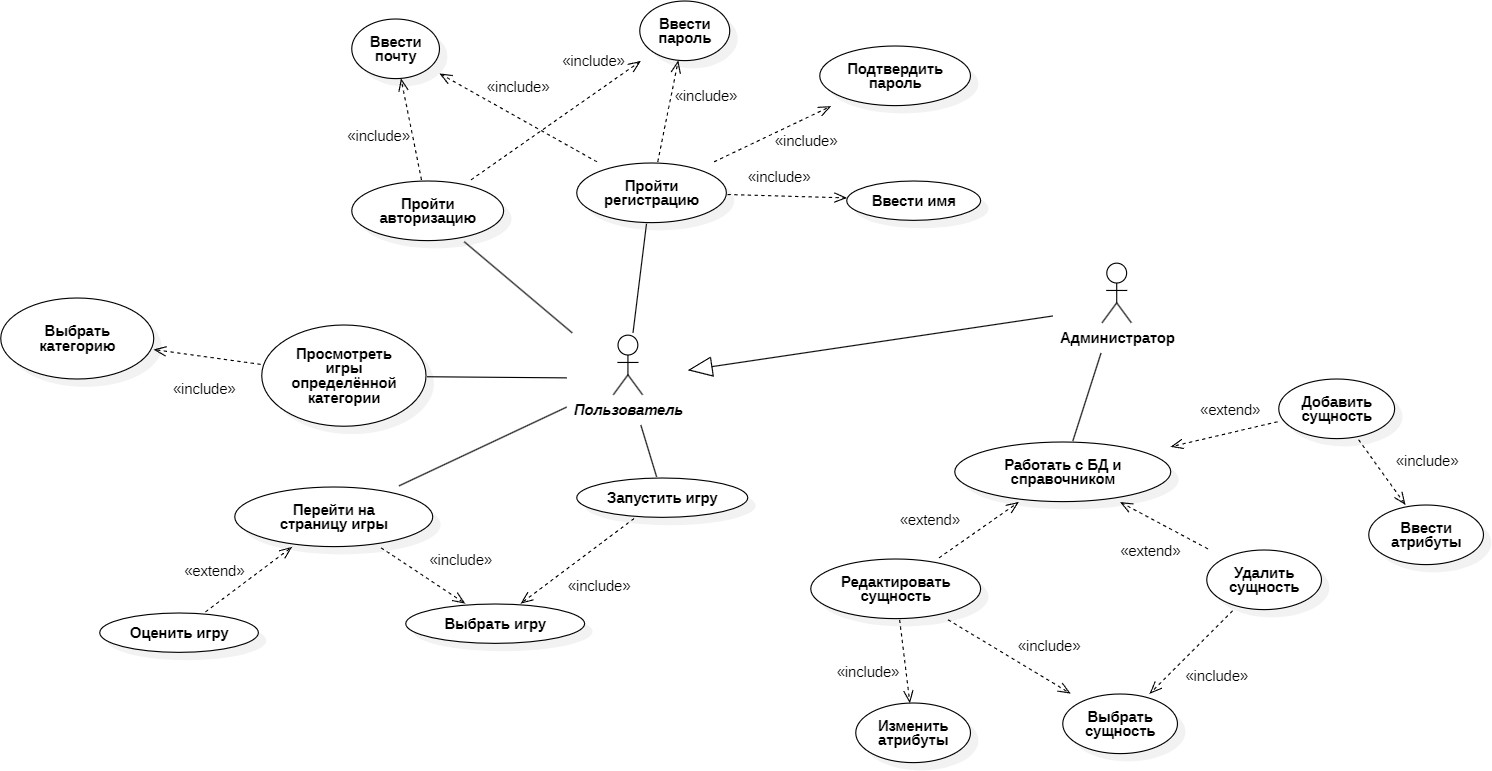 Ввести
почту
«include»
«include»
«include»
Ввести
пароль
«include»
Подтвердить
пароль
«include»
«include»
Пройти
авторизацию
Пройти
регистрацию
Ввести имя
Администратор
Выбрать
категорию
«include»
Просмотреть
игры
определённой
категории
Пользователь
Добавить
сущность
«extend»
«include»
Работать с БД и
справочником
Ввести
атрибуты
Перейти на
страницу игры
Запустить игру
«extend»
«include»
«include»
Оценить игру
Выбрать игру
«extend»
«extend»
Редактировать
сущность
Удалить
сущность
«include»
«include»
«include»
Изменить
атрибуты
Выбрать
сущность